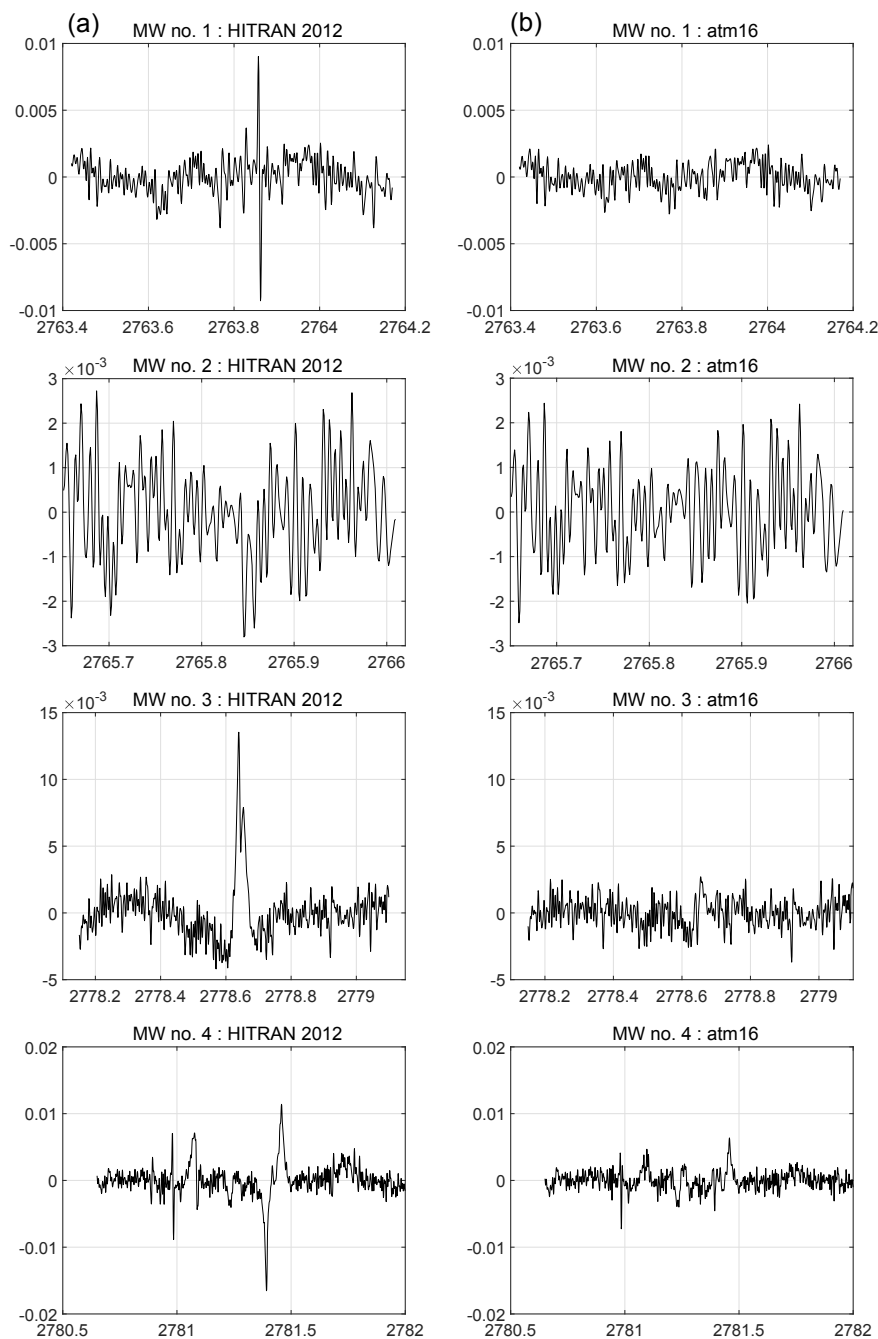 (a)
(b)
MW no. 1 : HITRAN 2012
MW no. 1 : atm16
0.01
0.005
0
-0.005
-0.01
2763.4 2763.6 2763.8 2764 2764.2
0.01
0.005
0
-0.005
-0.01
2763.4 2763.6 2763.8 2764 2764.2
MW no. 2 : HITRAN 2012
MW no. 2 : atm16
×10⁻³
3
2
1
0
-1
-2
-3
2765.7 2765.8 2765.9 2766
×10⁻³
3
2
1
0
-1
-2
-3
2765.7 2765.8 2765.9 2766
MW no. 3 : HITRAN 2012
MW no. 3 : atm16
×10⁻³
15
10
5
0
-5
2778.2 2778.4 2778.6 2778.8 2779
×10⁻³
15
10
5
0
-5
2778.2 2778.4 2778.6 2778.8 2779
MW no. 4 : HITRAN 2012
MW no. 4 : atm16
0.02
0.01
0
-0.01
-0.02
2780.5 2781 2781.5 2782
0.02
0.01
0
-0.01
-0.02
2780.5 2781 2781.5 2782